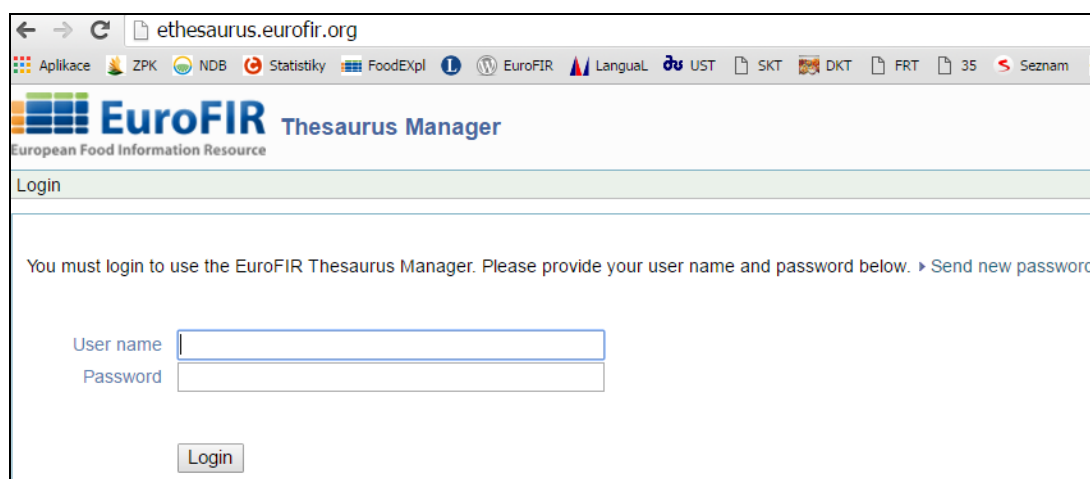 ethesaurus.eurofir.org
Aplikace ZPK NDB Statistiky FoodEXpl EuroFIR LanguaL UST SKT DKT FRT 35 Seznam
EuroFIR Thesaurus Manager
European Food Information Resource
Login
You must login to use the EuroFIR Thesaurus Manager. Please provide your user name and password below. Send new password
User name
Password
Login